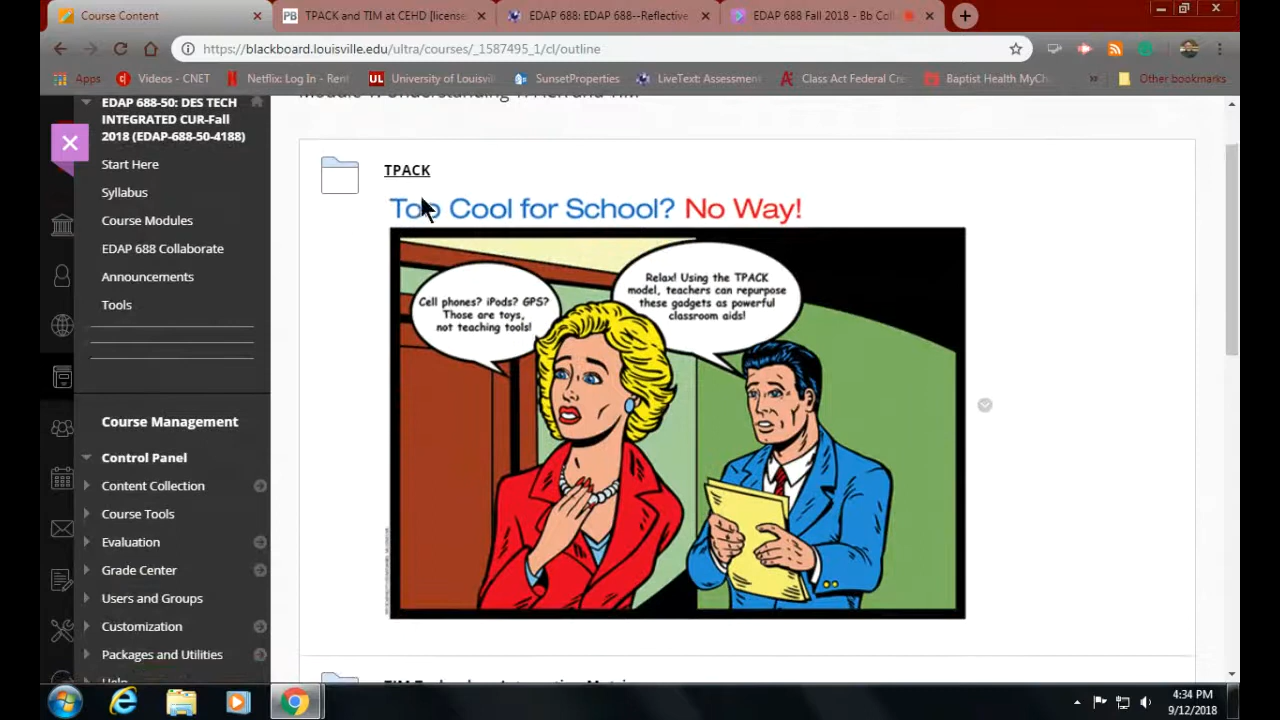 Course Content
TPACK and TIM at CEHD [license
EDAP 688: EDAP 688--Reflective
EDAP 688 Fall 2018 - Bb Coll
https://blackboard.louisville.edu/ultra/courses/_1587495_1/cl/outline
Apps
Videos - CNET
Netflix: Log In - Rent
University of Louisvil
SunsetProperties
LiveText: Assessmen
Class Act Federal Cre
Baptist Health MyCh
»
Other bookmarks
EDAP 688-50: DES TECH
INTEGRATED CUR-Fall
2018 (EDAP-688-50-4188)
Start Here
Syllabus
Course Modules
EDAP 688 Collaborate
Announcements
Tools
Course Management
Control Panel
Content Collection
Course Tools
Evaluation
Grade Center
Users and Groups
Customization
Packages and Utilities
Help
TPACK
Too Cool for School? No Way!
Cell phones? iPods? GPS?
Those are toys,
not teaching tools!
Relax! Using the TPACK
model, teachers can repurpose
these gadgets as powerful
classroom aids!
4:34 PM
9/12/2018